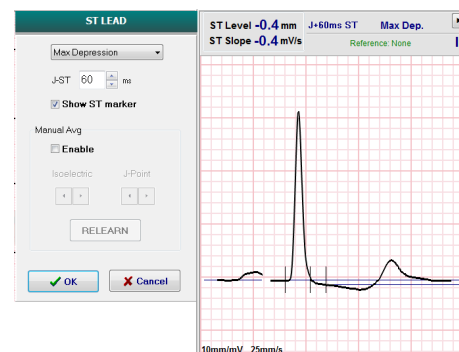 ST LEAD
Max Depression
J-ST 60 ms
Show ST marker
Manual Avg
Enable
Isoelectric J-Point
RELEARN
OK Cancel
ST Level -0.4 mm J+60ms ST Max Dep.
ST Slope -0.4 mV/s Reference: None
10mm/mV 25mm/s